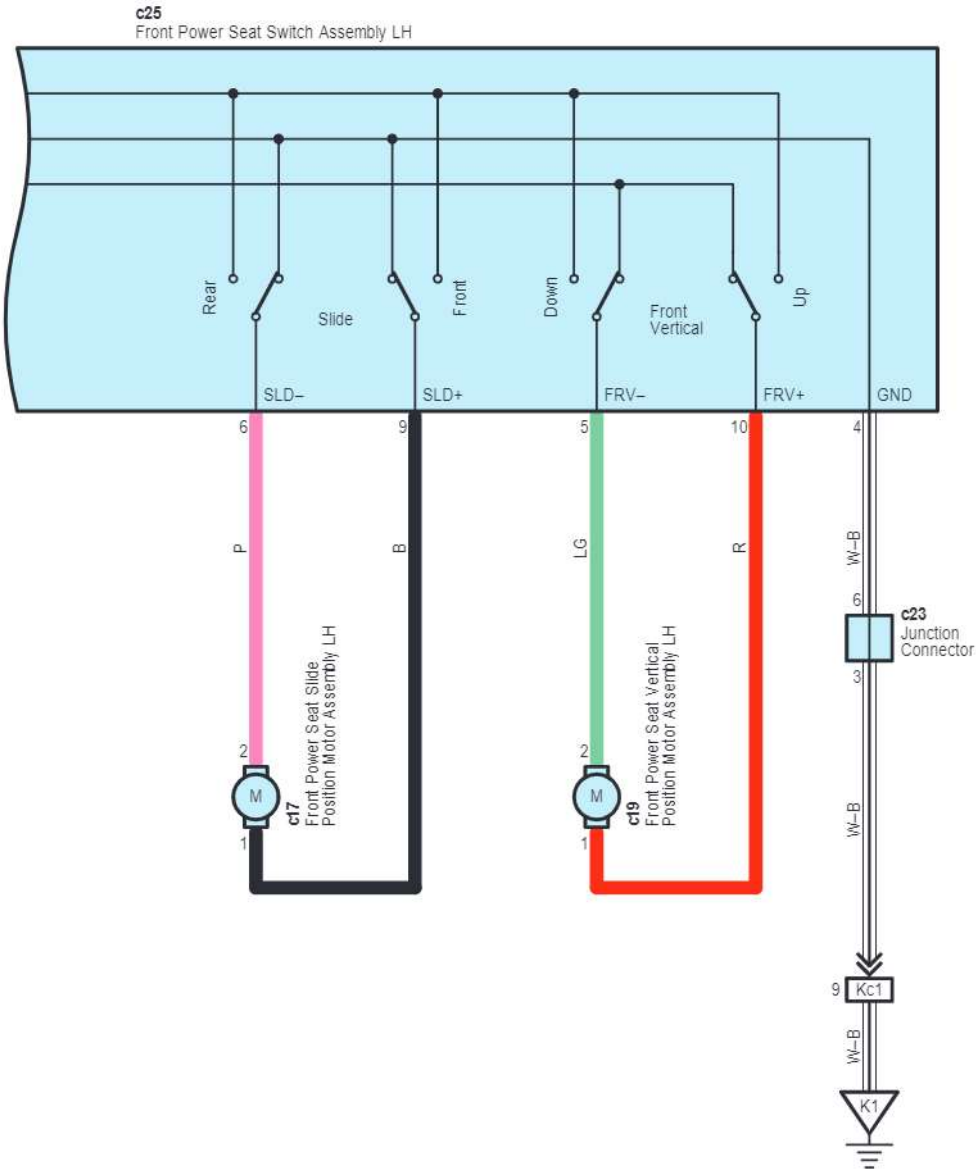 c25
Front Power Seat Switch Assembly LH
Rear
Slide
Front
Down
Front
Vertical
Up
SLD–
SLD+
FRV–
FRV+
GND
6
9
5
10
4
P
B
LG
R
W–B
6
c23
Junction
Connector
3
2
c17
Front Power Seat Slide
Position Motor Assembly LH
M
1
2
c19
Front Power Seat Vertical
Position Motor Assembly LH
M
1
W–B
9
Kc1
W–B
K1